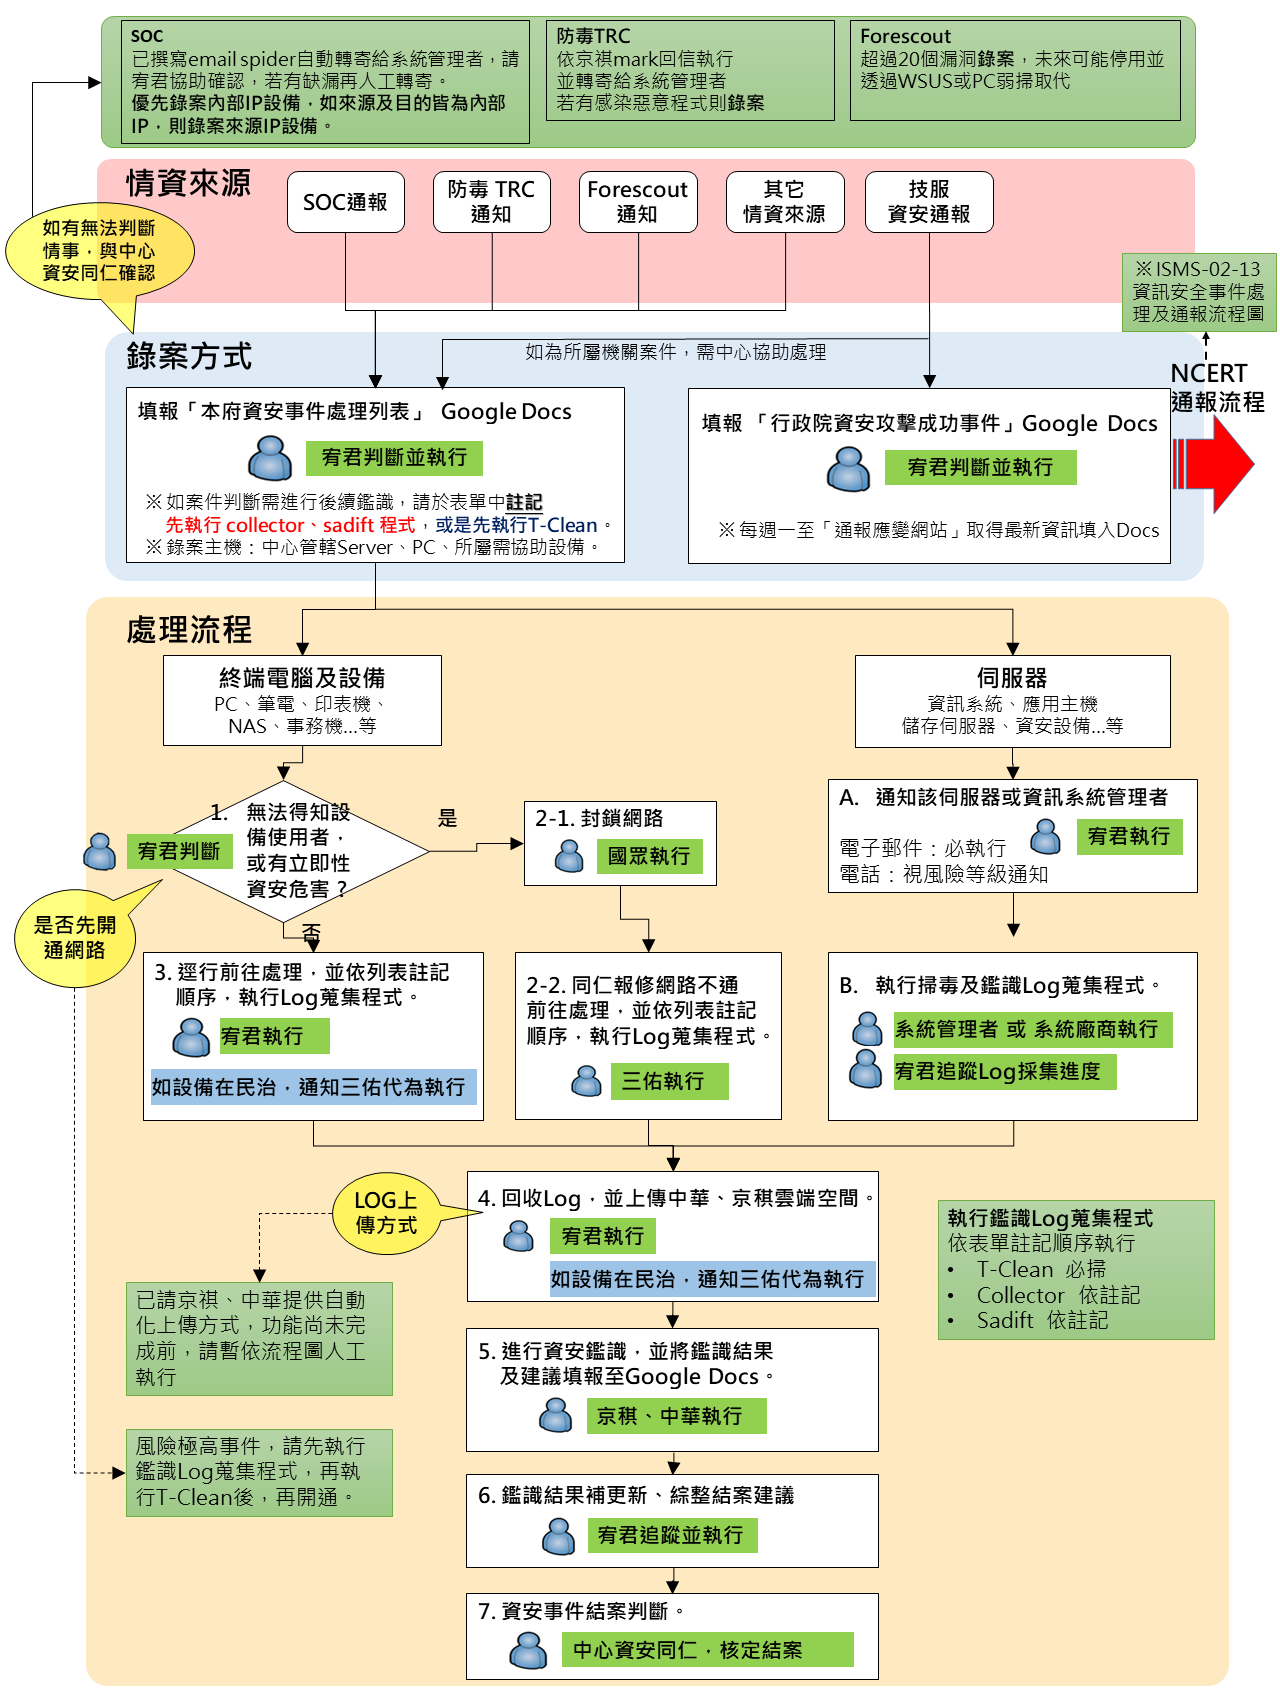 SOC
已撰寫email spider自動轉寄給系統管理者，請
宥君協助確認，若有缺漏再人工轉寄。
優先錄案內部IP設備，如來源及目的皆為內部
IP，則錄案來源IP設備。
防毒TRC
依京祺mark回信執行
並轉寄給系統管理者
若有感染惡意程式則錄案
Forescout
超過20個漏洞錄案，未來可能停用並
透過WSUS或PC弱掃取代
情資來源
SOC通報
防毒 TRC
通知
Forescout
通知
其它
情資來源
技服
資安通報
如有無法判斷
情事，與中心
資安同仁確認
※ISMS-02-13
資訊安全事件處
理及通報流程圖
錄案方式
如為所屬機關案件，需中心協助處理
NCERT
通報流程
填報「本府資安事件處理列表」 Google Docs
宥君判斷並執行
※如案件判斷需進行後續鑑識，請於表單中註記
先執行 collector、sadift 程式，或是先執行T-Clean。
※錄案主機：中心管轄Server、PC、所屬需協助設備。
填報 「行政院資安攻擊成功事件」Google Docs
宥君判斷並執行
※每週一至「通報應變網站」取得最新資訊填入Docs
處理流程
終端電腦及設備
PC、筆電、印表機、
NAS、事務機...等
伺服器
資訊系統、應用主機
儲存伺服器、資安設備...等
1. 無法得知設
備使用者，
或有立即性
資安危害？
宥君判斷
是
否
2-1. 封鎖網路
國眾執行
A. 通知該伺服器或資訊系統管理者
宥君執行
電子郵件：必執行
電話：視風險等級通知
是否先開
通網路
3. 逕行前往處理，並依列表註記
順序，執行Log蒐集程式。
宥君執行
如設備在民治，通知三佑代為執行
2-2. 同仁報修網路不通
前往處理，並依列表註記
順序，執行Log蒐集程式。
三佑執行
B. 執行掃毒及鑑識Log蒐集程式。
系統管理者 或 系統廠商執行
宥君追蹤Log採集進度
LOG上
傳方式
4. 回收Log，並上傳中華、京稘雲端空間。
宥君執行
如設備在民治，通知三佑代為執行
執行鑑識Log蒐集程式
依表單註記順序執行
• T-Clean 必掃
• Collector 依註記
• Sadift 依註記
已請京祺、中華提供自動
化上傳方式，功能尚未完
成前，請暫依流程圖人工
執行
5. 進行資安鑑識，並將鑑識結果
及建議填報至Google Docs。
京稘、中華執行
風險極高事件，請先執行
鑑識Log蒐集程式，再執
行T-Clean後，再開通。
6. 鑑識結果補更新、綜整結案建議
宥君追蹤並執行
7. 資安事件結案判斷。
中心資安同仁，核定結案